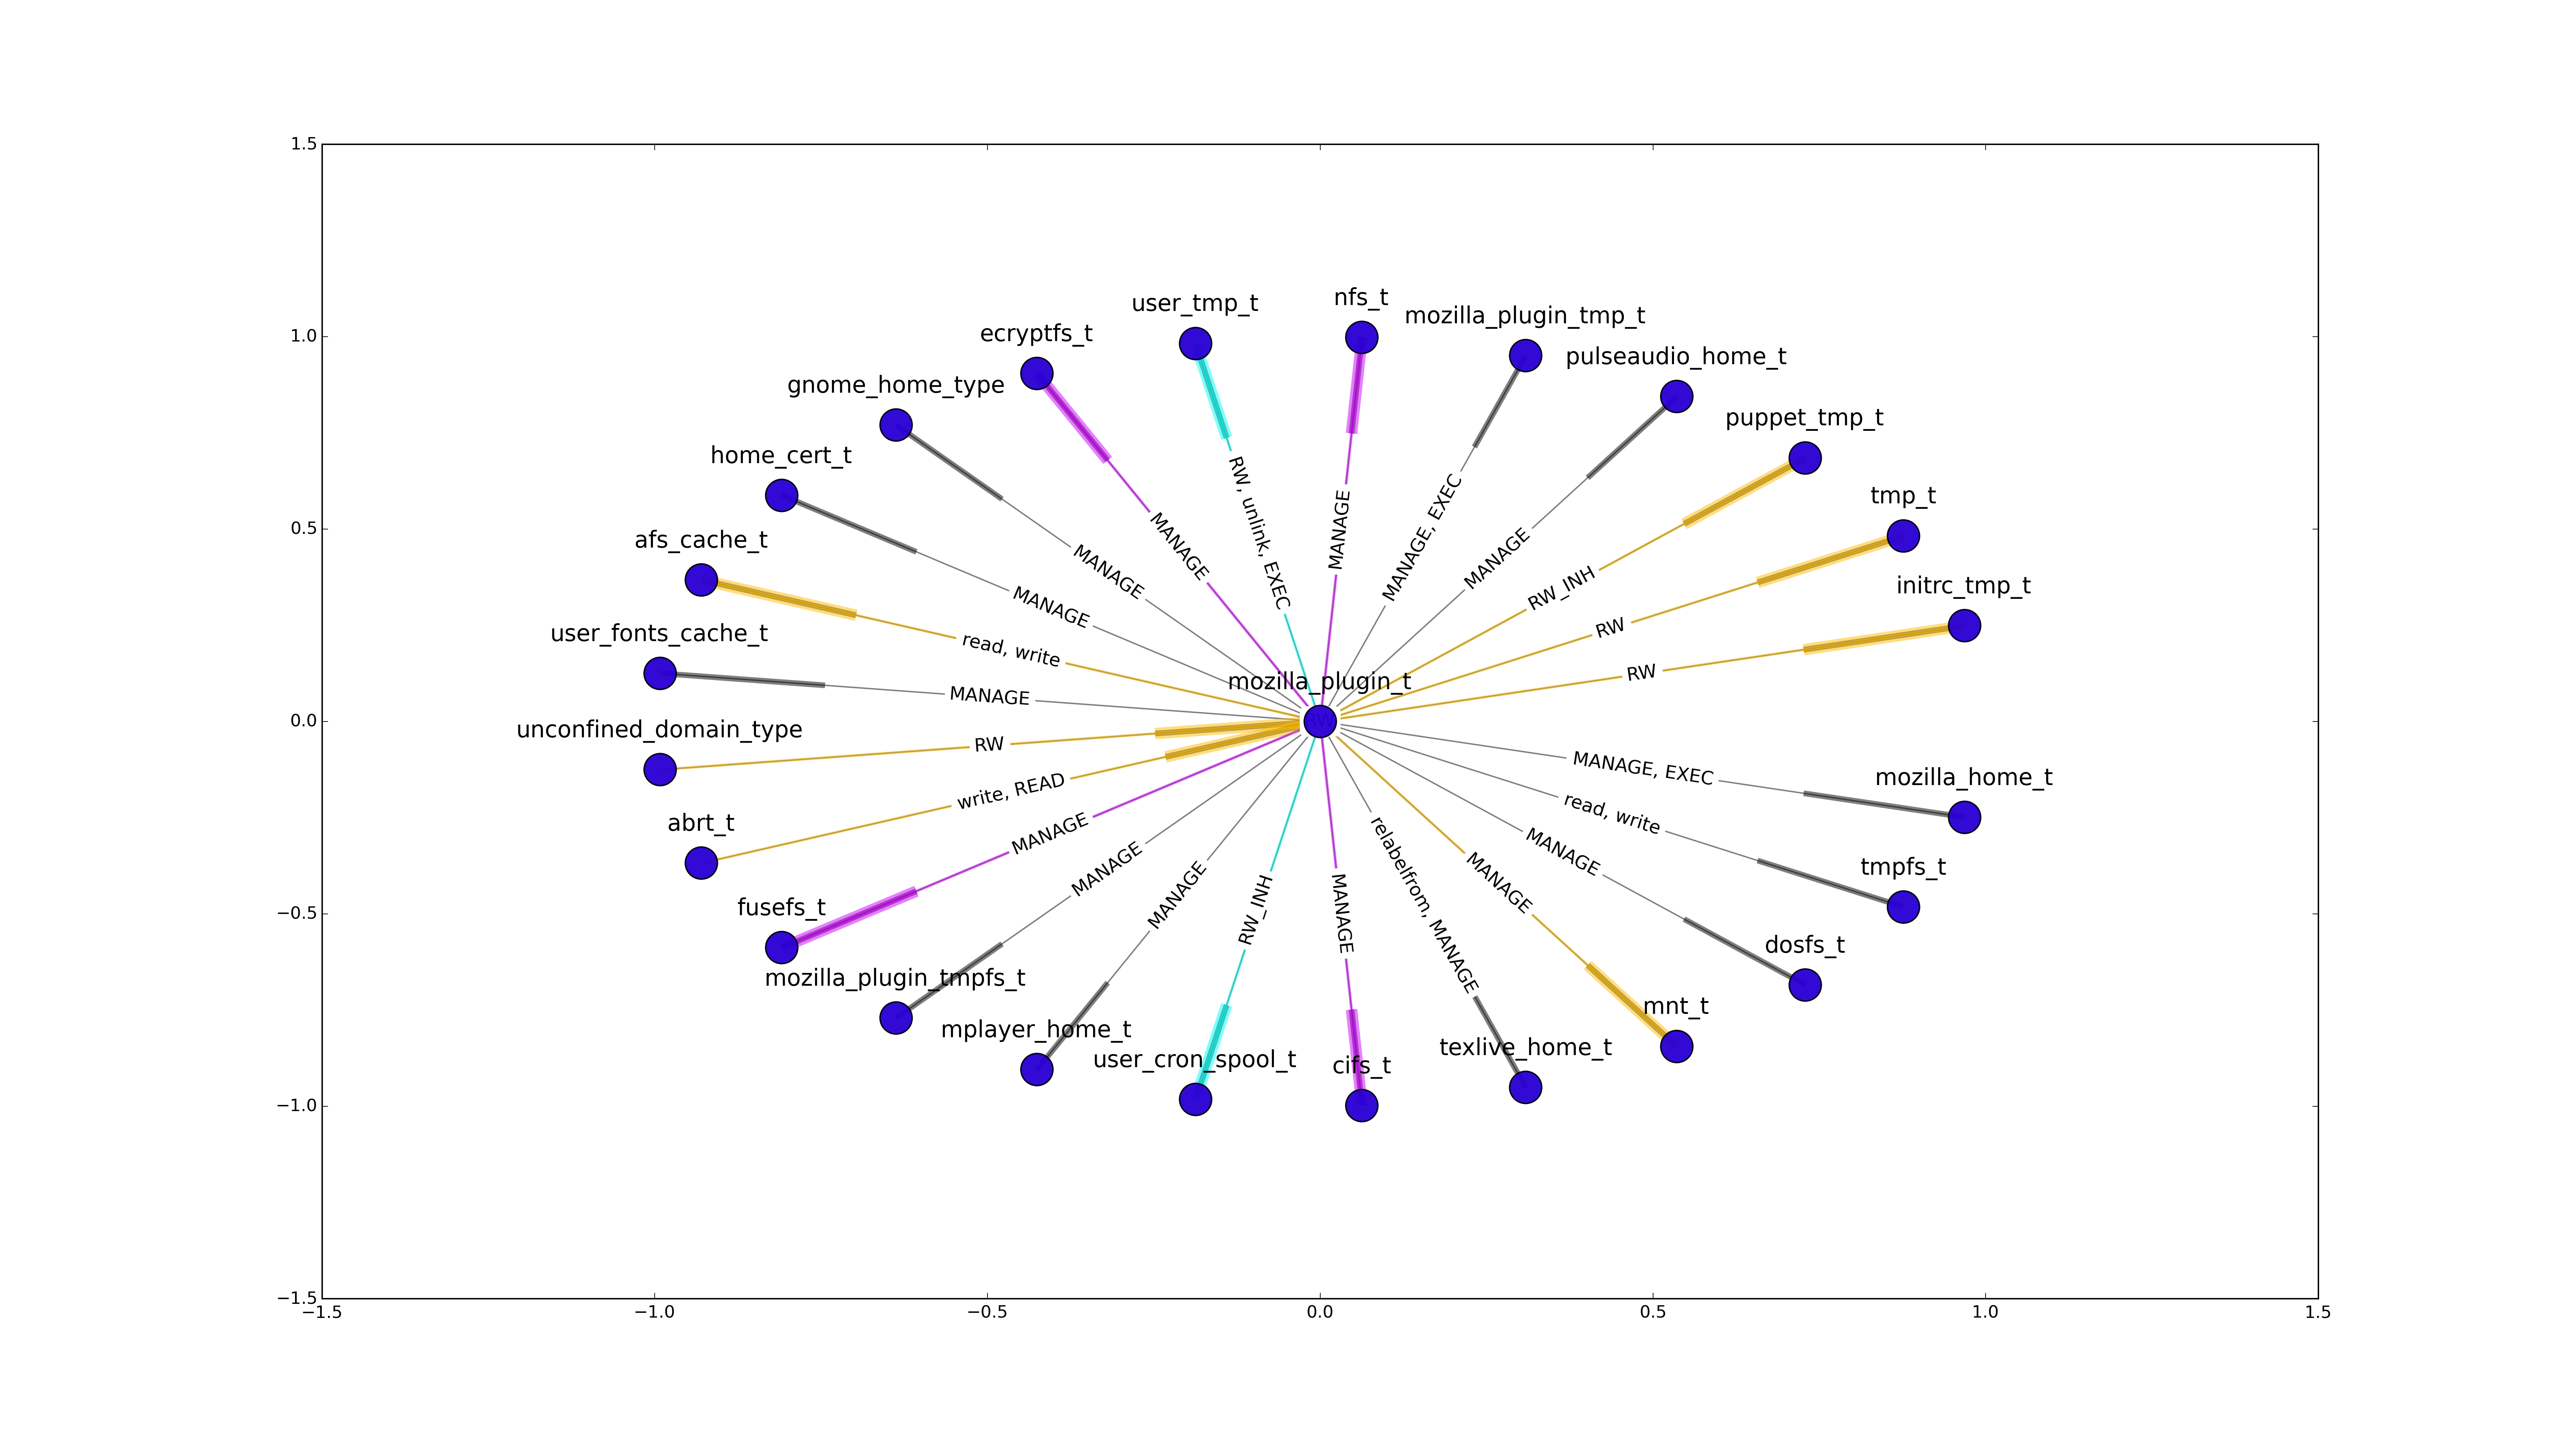 1.5
nfs_t
user_tmp_t
mozilla_plugin_tmp_t
ecryptfs_t
1.0
pulseaudio_home_t
gnome_home_type
puppet_tmp_t
home_cert_t
tmp_t
0.5
RW, unlink, EXEC
MANAGE
MANAGE, EXEC
MANAGE
afs_cache_t
MANAGE
MANAGE
initrc_tmp_t
RW_INH
MANAGE
RW
user_fonts_cache_t
read, write
RW
mozilla_plugin_t
MANAGE
0.0
unconfined_domain_type
RW
MANAGE, EXEC
mozilla_home_t
write, READ
read, write
abrt_t
MANAGE
MANAGE
tmpfs_t
MANAGE
MANAGE
MANAGE
relabelfrom, MANAGE
fusefs_t
−0.5
RW_INH
MANAGE
dosfs_t
mozilla_plugin_tmpfs_t
mnt_t
mplayer_home_t
texlive_home_t
user_cron_spool_t
cifs_t
−1.0
−1.5
−1.5
−1.0
−0.5
0.0
0.5
1.0
1.5